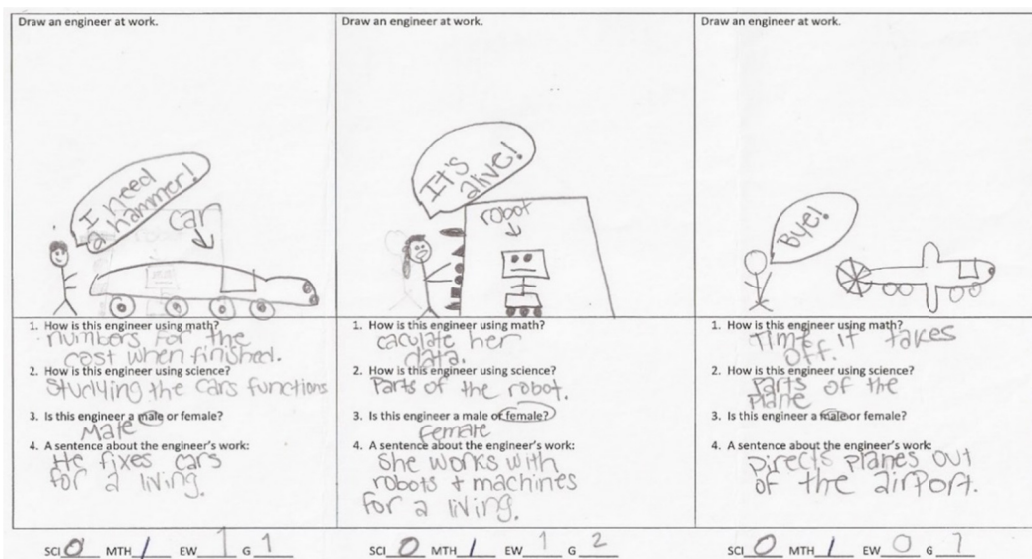 Draw an engineer at work.
I need
a hammer!
car
1. How is this engineer using math?
numbers for the
cost when finished.
2. How is this engineer using science?
Studying the cars functions
3. Is this engineer a male or female?
Male
4. A sentence about the engineer's work:
He fixes cars
for a living.
SCI 0 MTH 1 EW 1 G 1
Draw an engineer at work.
It's
alive!
robot
1. How is this engineer using math?
caculate her
data.
2. How is this engineer using science?
Parts of the robot.
3. Is this engineer a male or female?
Female
4. A sentence about the engineer's work:
She works with
robots + machines
for a living.
SCI 0 MTH 1 EW 1 G 2
Draw an engineer at work.
Bye!
1. How is this engineer using math?
Time it takes
off.
2. How is this engineer using science?
Parts of the
Plane
3. Is this engineer a male or female?
4. A sentence about the engineer's work
Directs planes out
of the airport.
SCI 0 MTH 1 EW 0 G 1